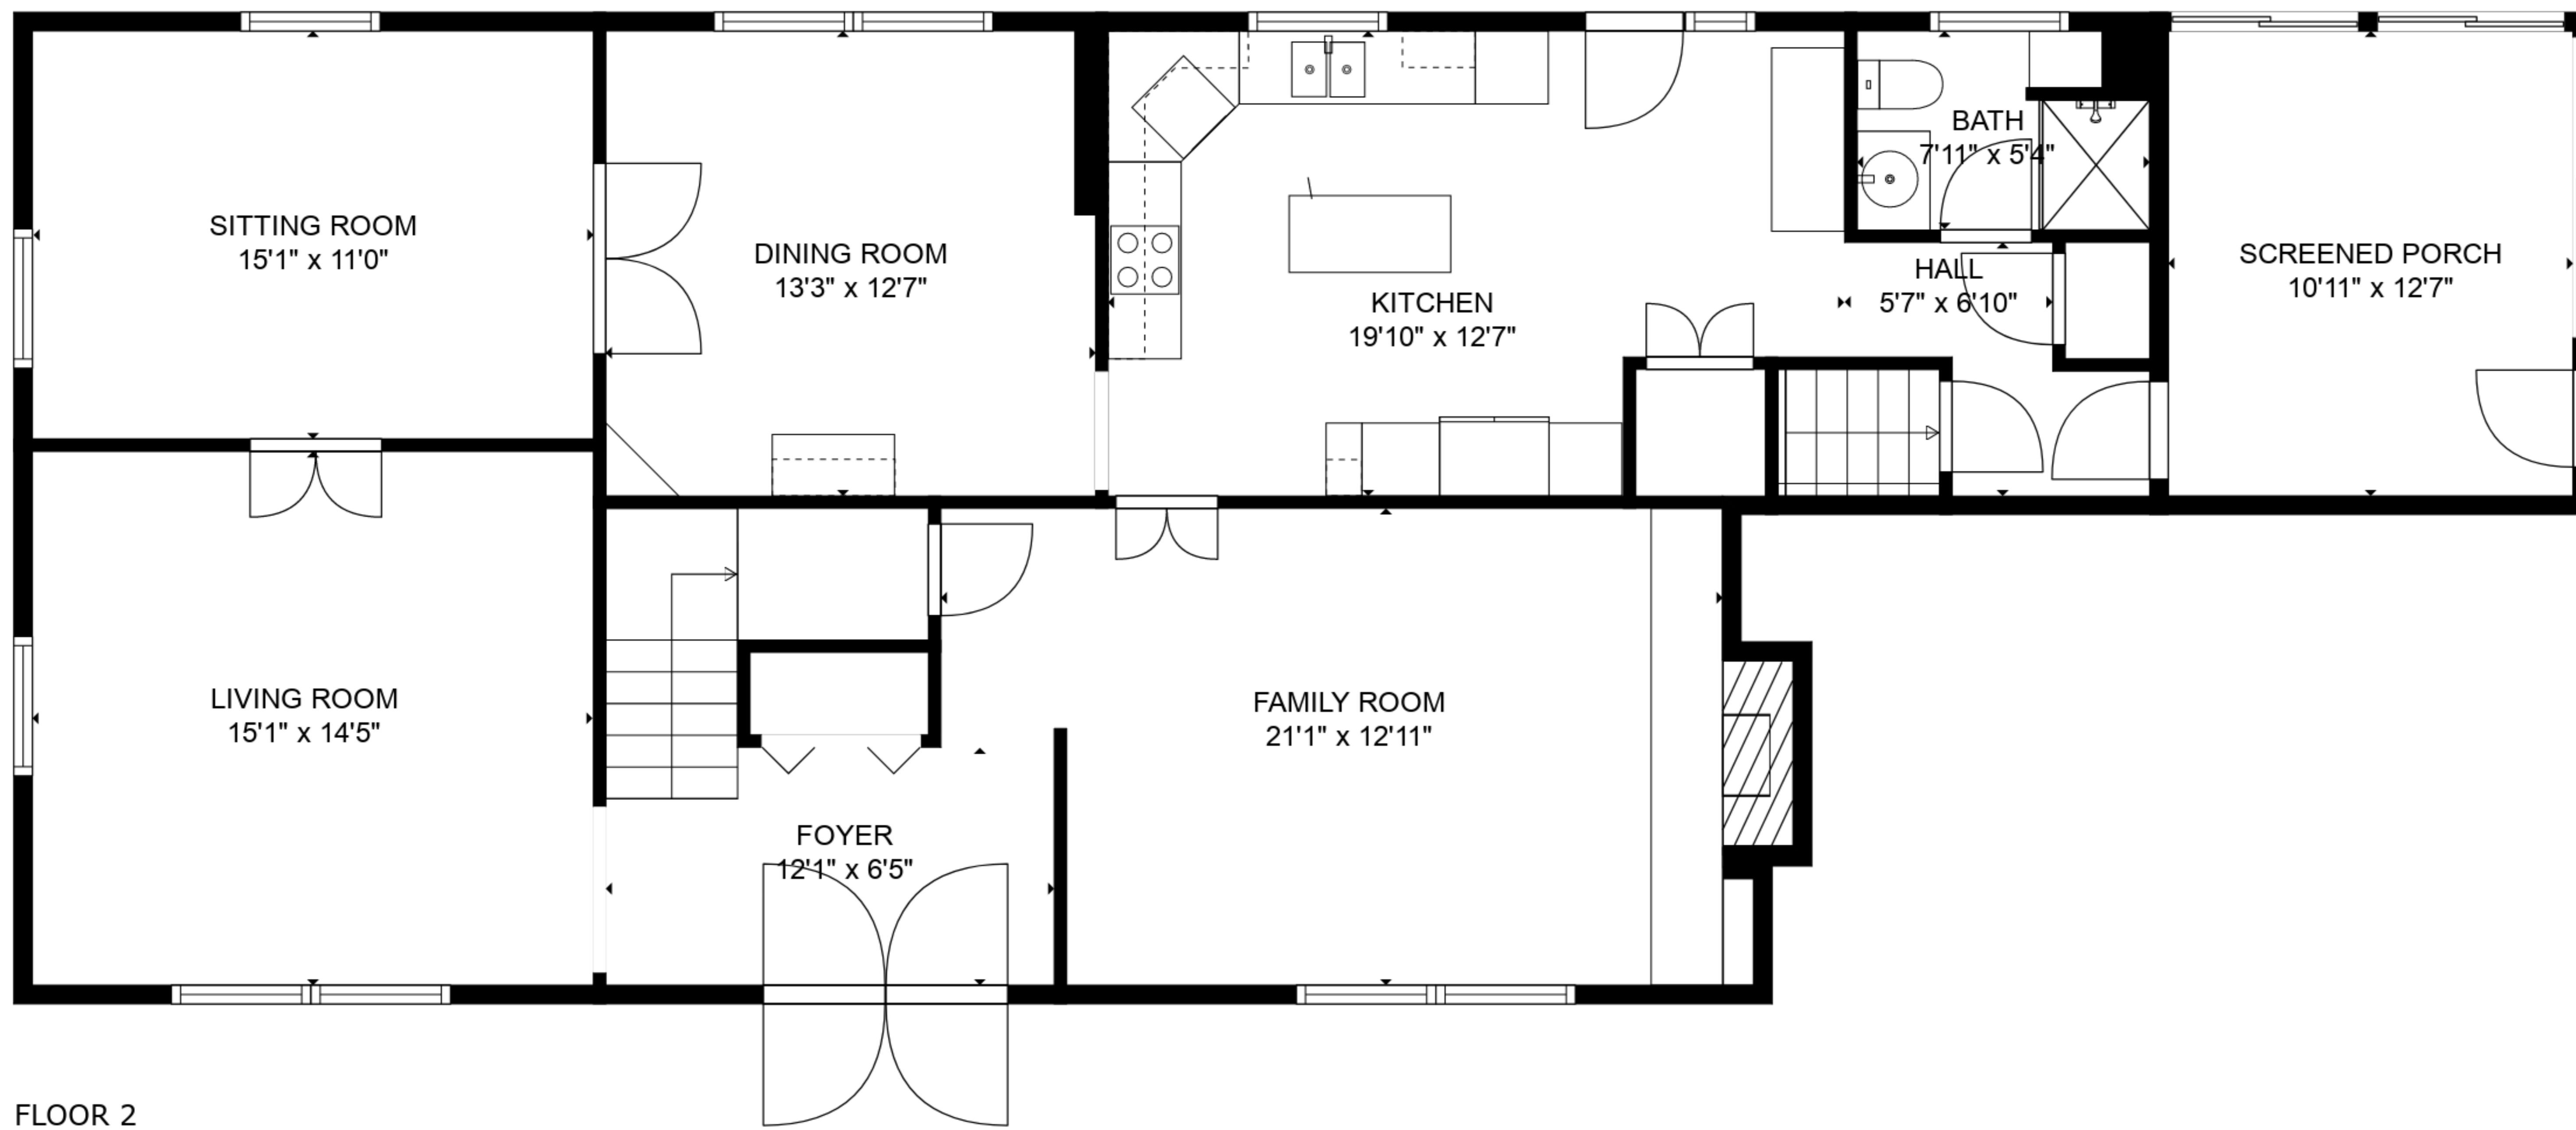 SITTING ROOM
15'1" x 11'0"
DINING ROOM
13'3" x 12'7"
KITCHEN
19'10" x 12'7"
BATH
7'11" x 5'4"
HALL
5'7" x 6'10"
SCREENED PORCH
10'11" x 12'7"
LIVING ROOM
15'1" x 14'5"
FOYER
12'1" x 6'5"
FAMILY ROOM
21'1" x 12'11"
FLOOR 2